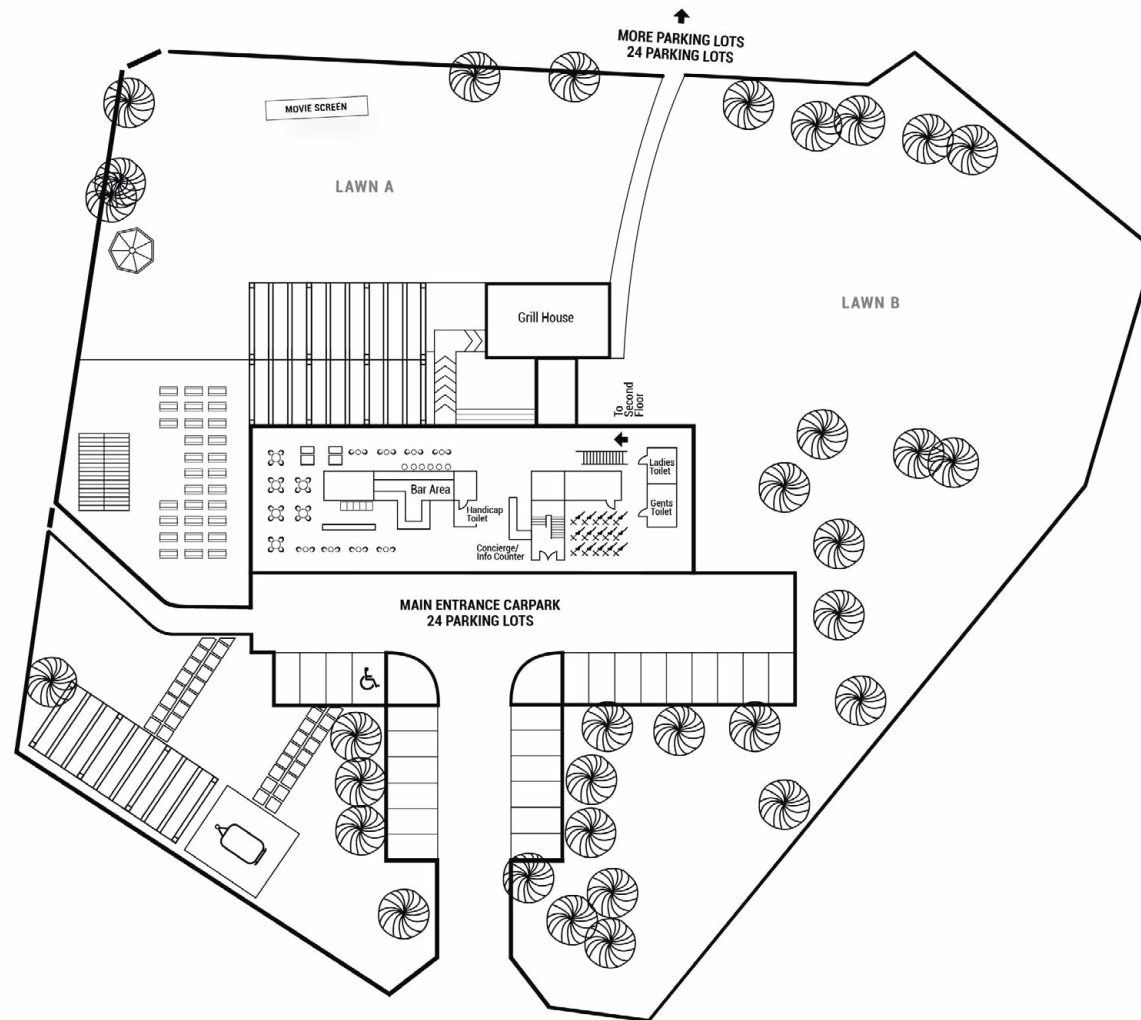 MORE PARKING LOTS
24 PARKING LOTS
MOVIE SCREEN
LAWN A
LAWN B
Grill House
To
Second
Floor
Ladies
Toilet
Bar Area
Gents
Toilet
Handicap
Toilet
Concierge/
Info Counter
MAIN ENTRANCE CARPARK
24 PARKING LOTS